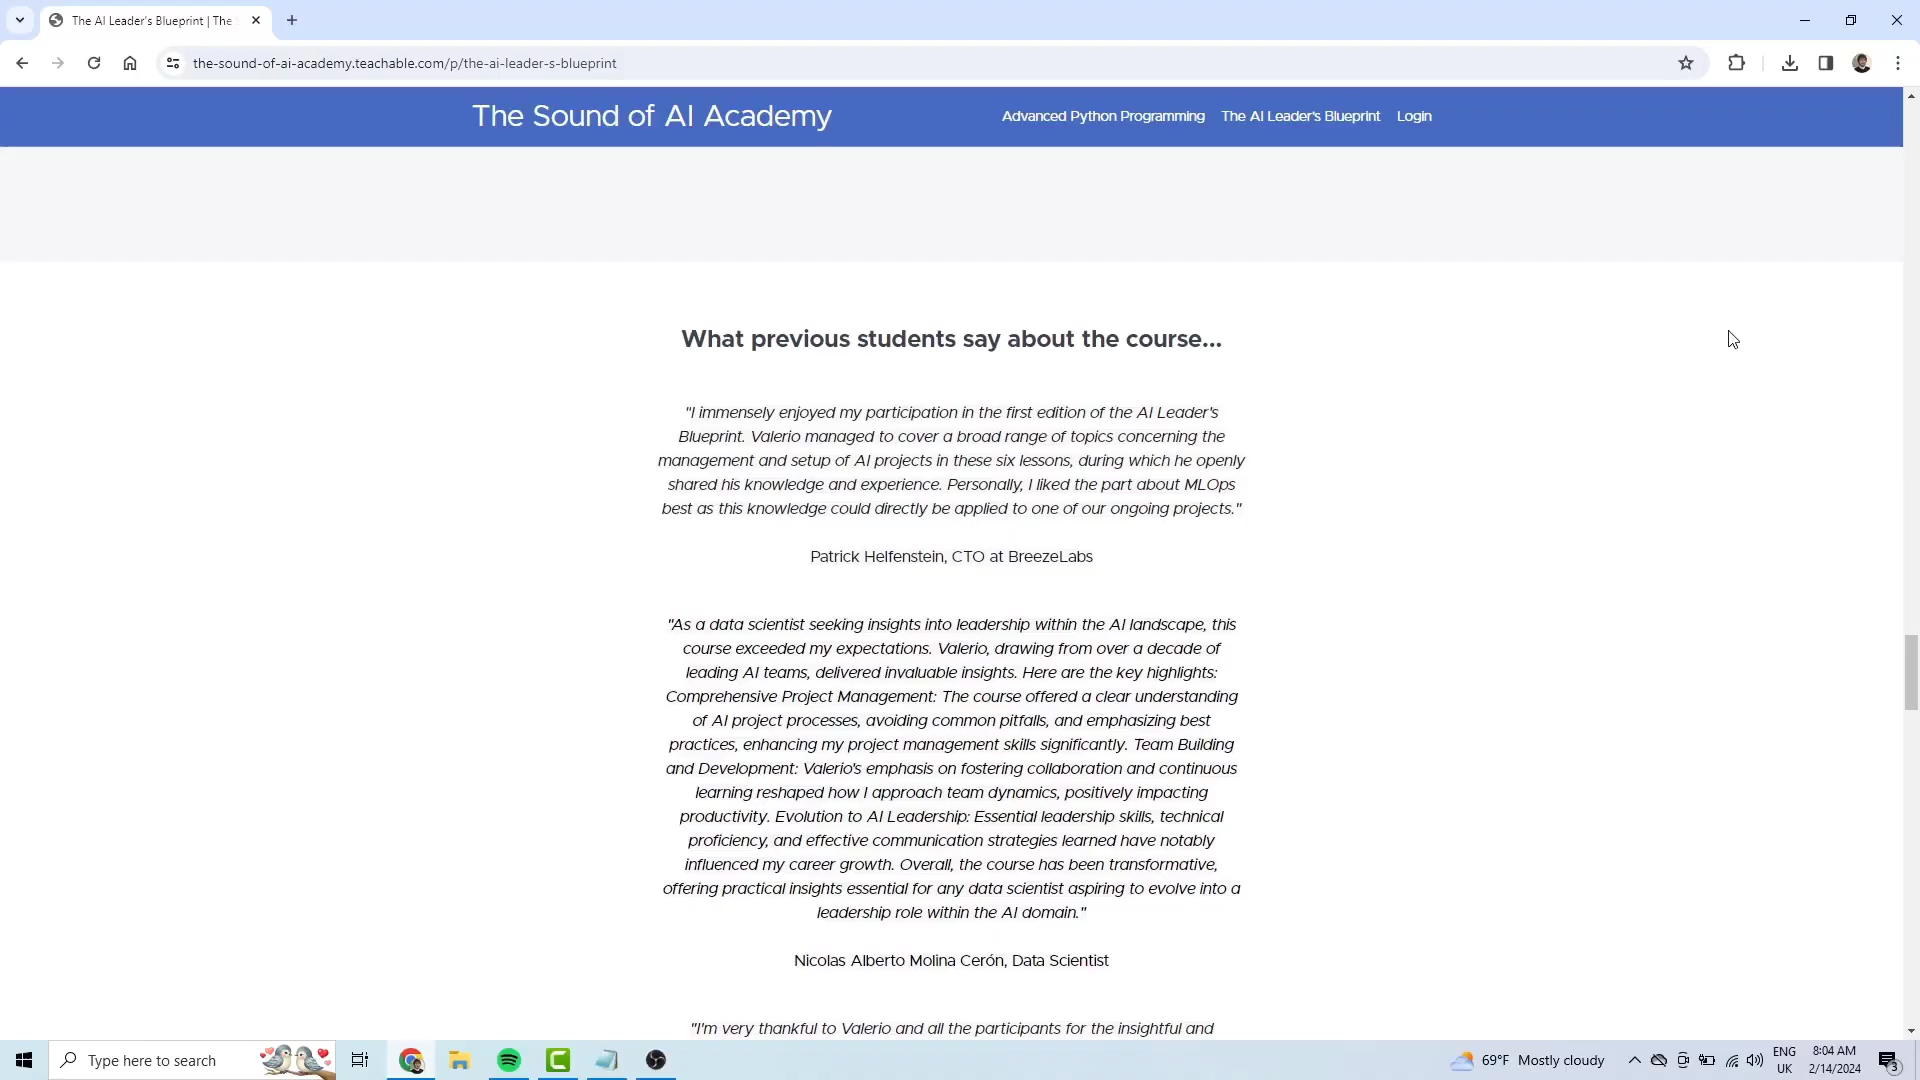 The AI Leader's Blueprint | The
the-sound-of-ai-academy.teachable.com/p/the-ai-leader-s-blueprint
The Sound of AI Academy
Advanced Python Programming
The AI Leader's Blueprint
Login
What previous students say about the course...
"I immensely enjoyed my participation in the first edition of the AI Leader's
Blueprint. Valerio managed to cover a broad range of topics concerning the
management and setup of AI projects in these six lessons, during which he openly
shared his knowledge and experience. Personally, I liked the part about MLOps
best as this knowledge could directly be applied to one of our ongoing projects."
Patrick Helfenstein, CTO at BreezeLabs
"As a data scientist seeking insights into leadership within the AI landscape, this
course exceeded my expectations. Valerio, drawing from over a decade of
leading AI teams, delivered invaluable insights. Here are the key highlights:
Comprehensive Project Management: The course offered a clear understanding
of AI project processes, avoiding common pitfalls, and emphasizing best
practices, enhancing my project management skills significantly. Team Building
and Development: Valerio's emphasis on fostering collaboration and continuous
learning reshaped how I approach team dynamics, positively impacting
productivity. Evolution to AI Leadership: Essential leadership skills, technical
proficiency, and effective communication strategies learned have notably
influenced my career growth. Overall, the course has been transformative,
offering practical insights essential for any data scientist aspiring to evolve into a
leadership role within the AI domain."
Nicolas Alberto Molina Cerón, Data Scientist
"I'm very thankful to Valerio and all the participants for the insightful and
Type here to search
69°F Mostly cloudy
ENG
UK
8:04 AM
2/14/2024
3